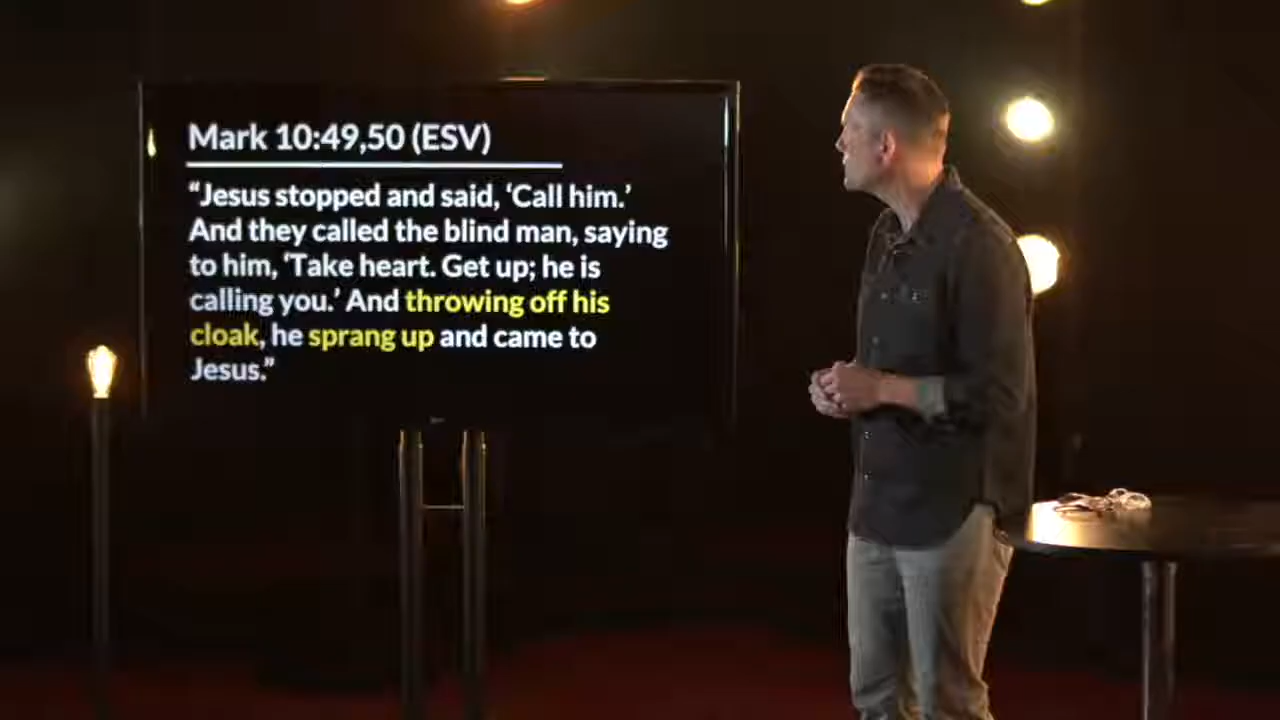 Mark 10:49,50 (ESV)
“Jesus stopped and said, ‘Call him.’
And they called the blind man, saying
to him, ‘Take heart. Get up; he is
calling you.’ And throwing off his
cloak, he sprang up and came to
Jesus.”